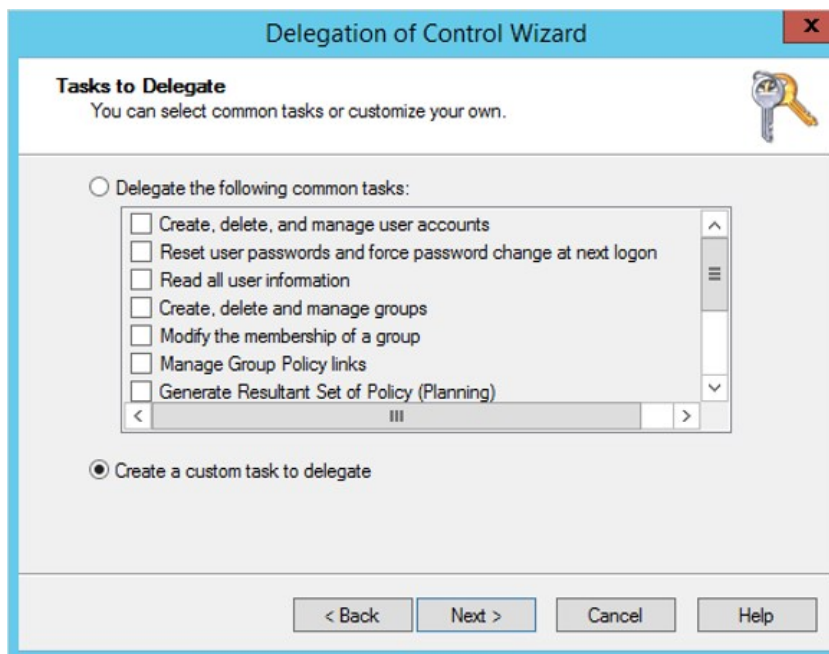 Delegation of Control Wizard
x
Tasks to Delegate
You can select common tasks or customize your own.
Delegate the following common tasks:
Create, delete, and manage user accounts
Reset user passwords and force password change at next logon
Read all user information
Create, delete and manage groups
Modify the membership of a group
Manage Group Policy links
Generate Resultant Set of Policy (Planning)
Create a custom task to delegate
< Back Next > Cancel Help